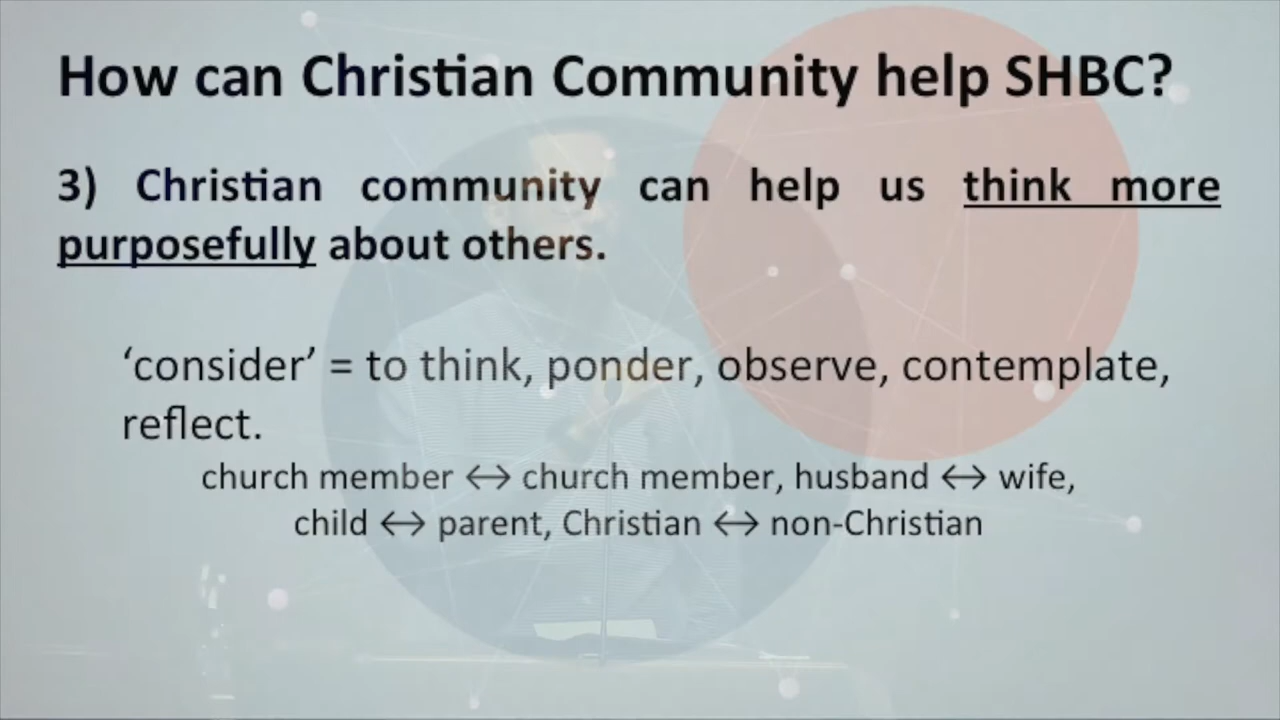 How can Christian Community help SHBC?
3) Christian community can help us think more
purposefully about others.
‘consider’ = to think, ponder, observe, contemplate,
reflect.
church member ↔ church member, husband ↔ wife,
child ↔ parent, Christian ↔ non-Christian